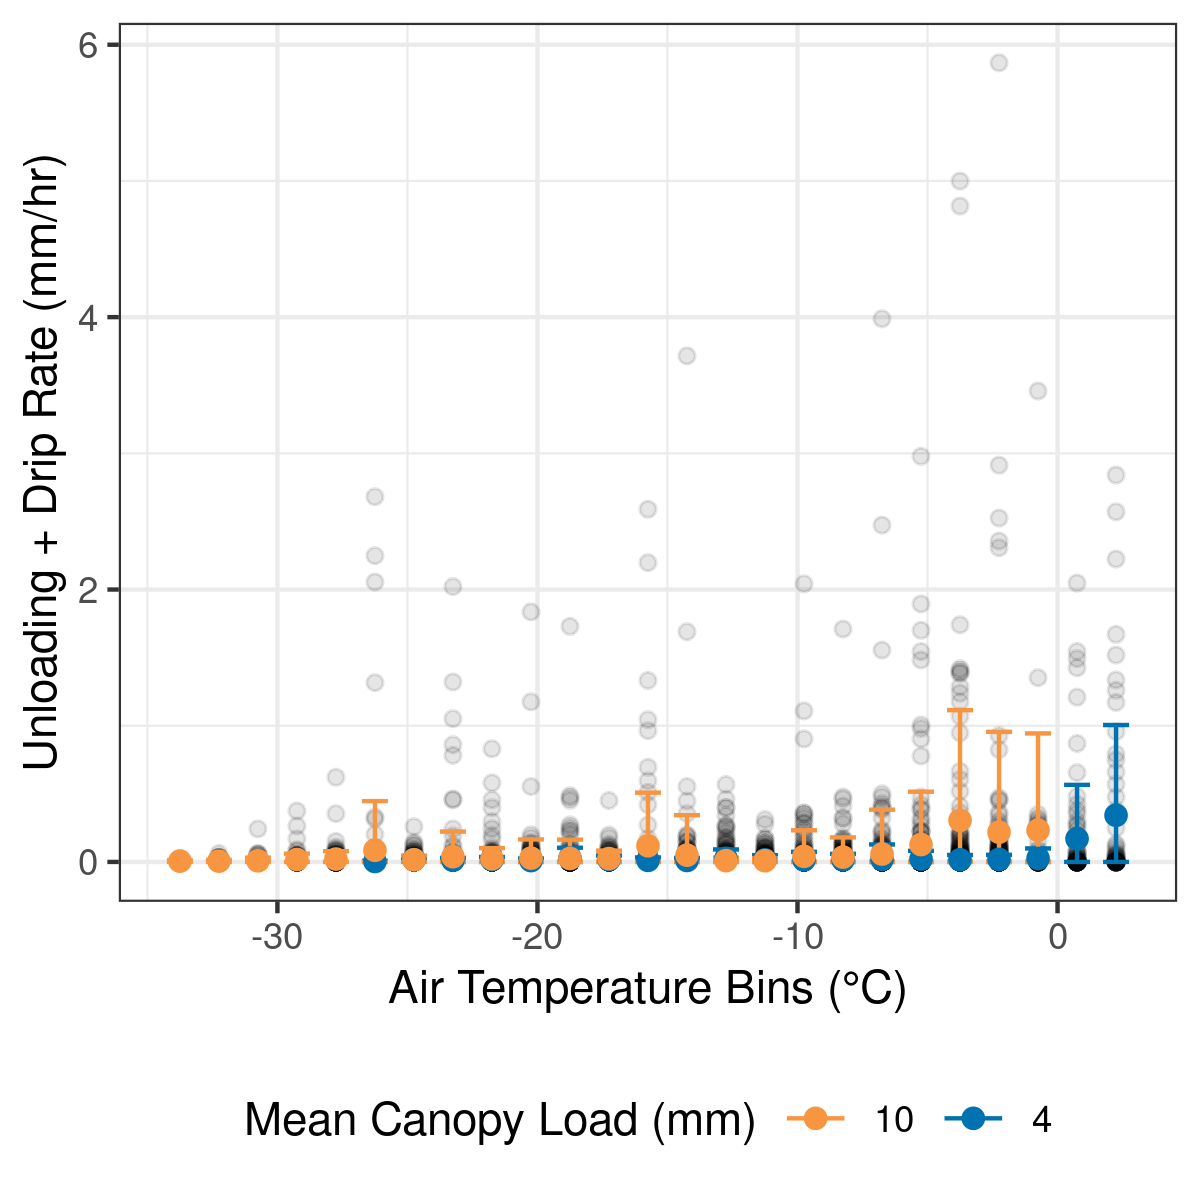 Unloading + Drip Rate (mm/hr)
6
4
2
0
-30 -20 -10 0
Air Temperature Bins (°C)
Mean Canopy Load (mm) 10 4